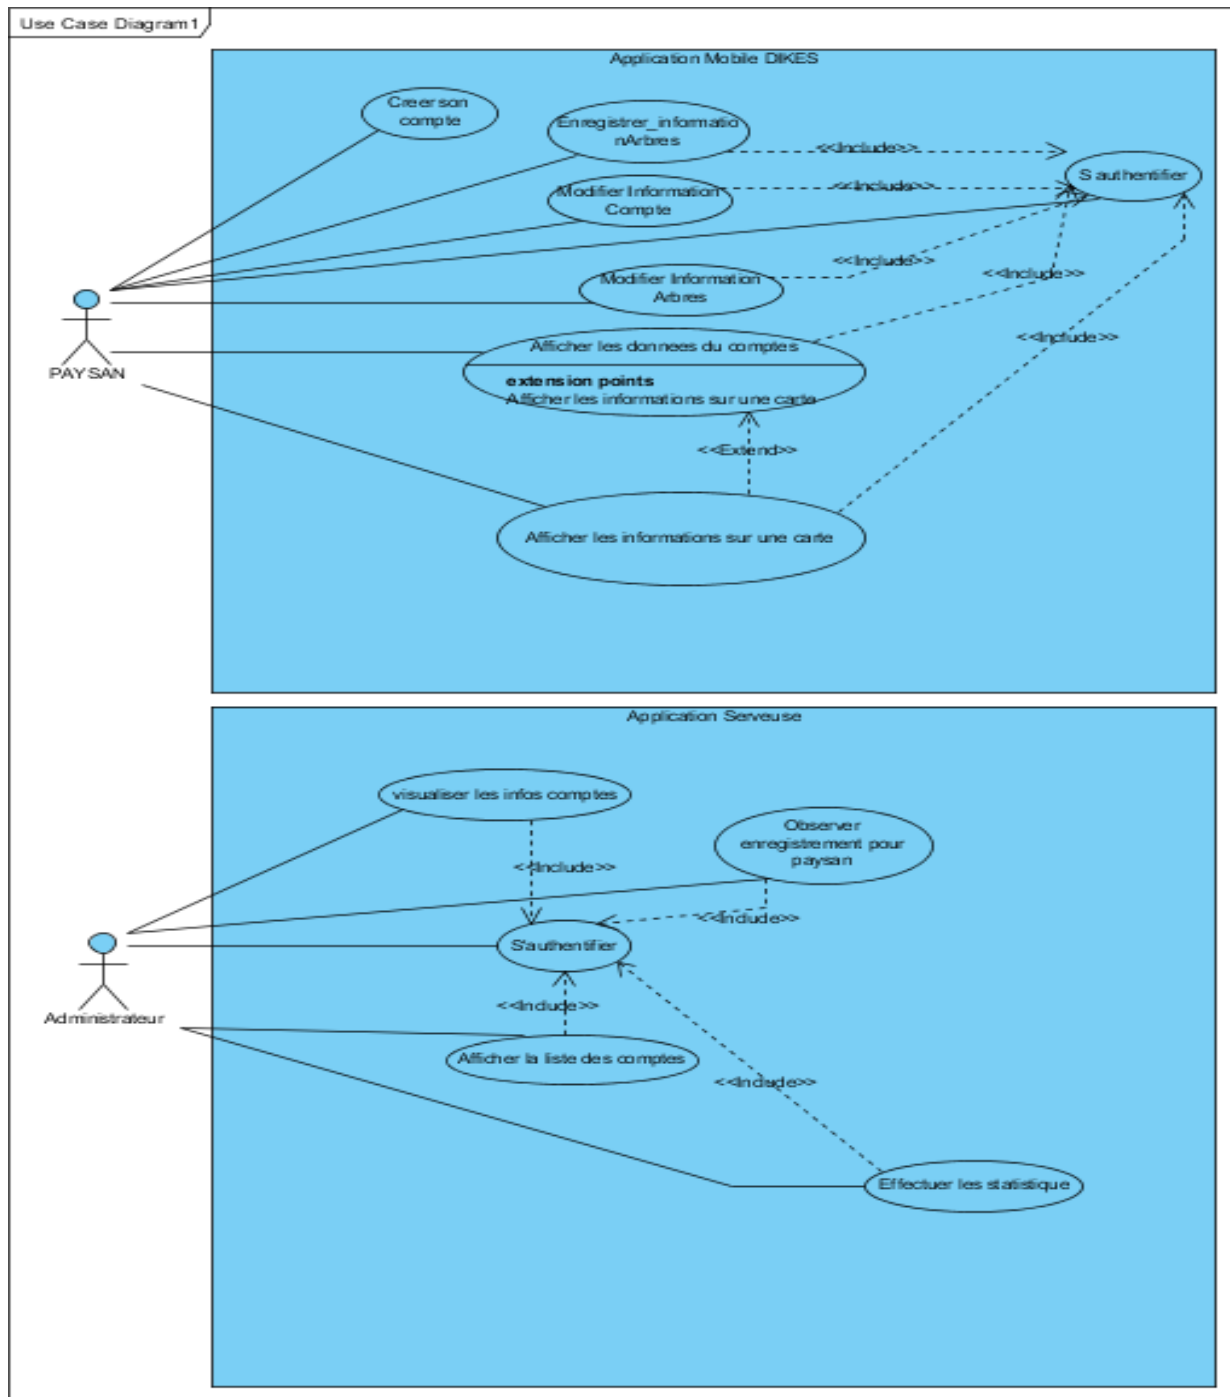 Use Case Diagram1
Application Mobile DIKES
Creer son
compte
Enregistrer_informatio
nArbres
<<Include>>
S authentifier
Modifier Information
Compte
<<Include>>
Modifier Information
Arbres
<<Include>>
<<Include>>
PAYSAN
Afficher les donnees du comptes
extension points
Afficher les informations sur une carte
<<Include>>
<<Extend>>
Afficher les informations sur une carte
Application Serveuse
visualiser les infos comptes
Observer
enregistrement pour
paysan
<<Include>>
<<Include>>
S'authentifier
Administrateur
<<Include>>
Afficher la liste des comptes
<<Include>>
Effectuer les statistique